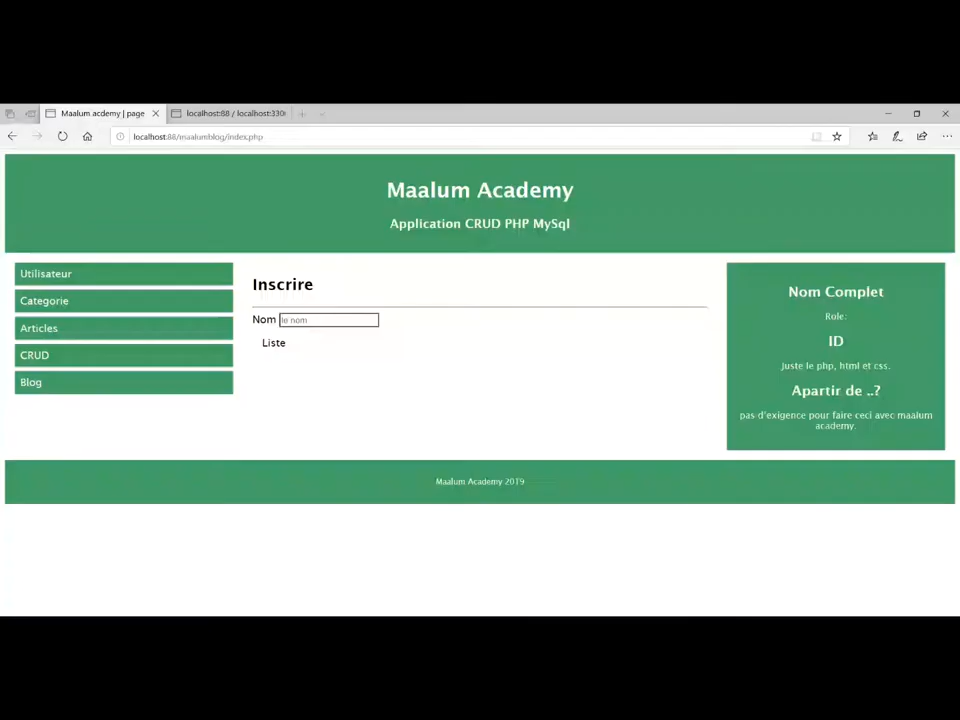 Maalum acdemy | page
localhost:88 / localhost:330
localhost:88/maalumblog/index.php
Maalum Academy
Application CRUD PHP MySql
Utilisateur
Categorie
Articles
CRUD
Blog
Inscrire
Nom le nom
Liste
Nom Complet
Role:
ID
Juste le php, html et css.
Apartir de ..?
pas d'exigence pour faire ceci avec maalum
academy.
Maalum Academy 2019